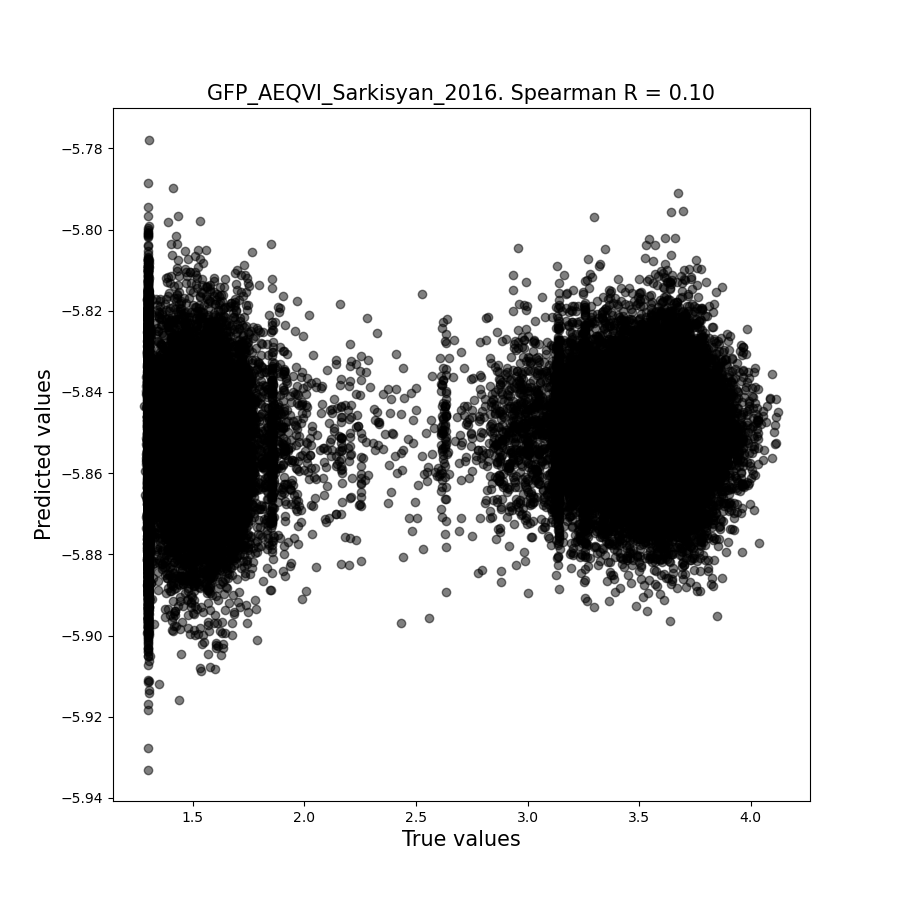 GFP_AEQVI_Sarkisyan_2016. Spearman R = 0.10
−5.78
−5.80
−5.82
−5.84
−5.86
−5.88
−5.90
−5.92
−5.94
Predicted values
1.5 2.0 2.5 3.0 3.5 4.0
True values